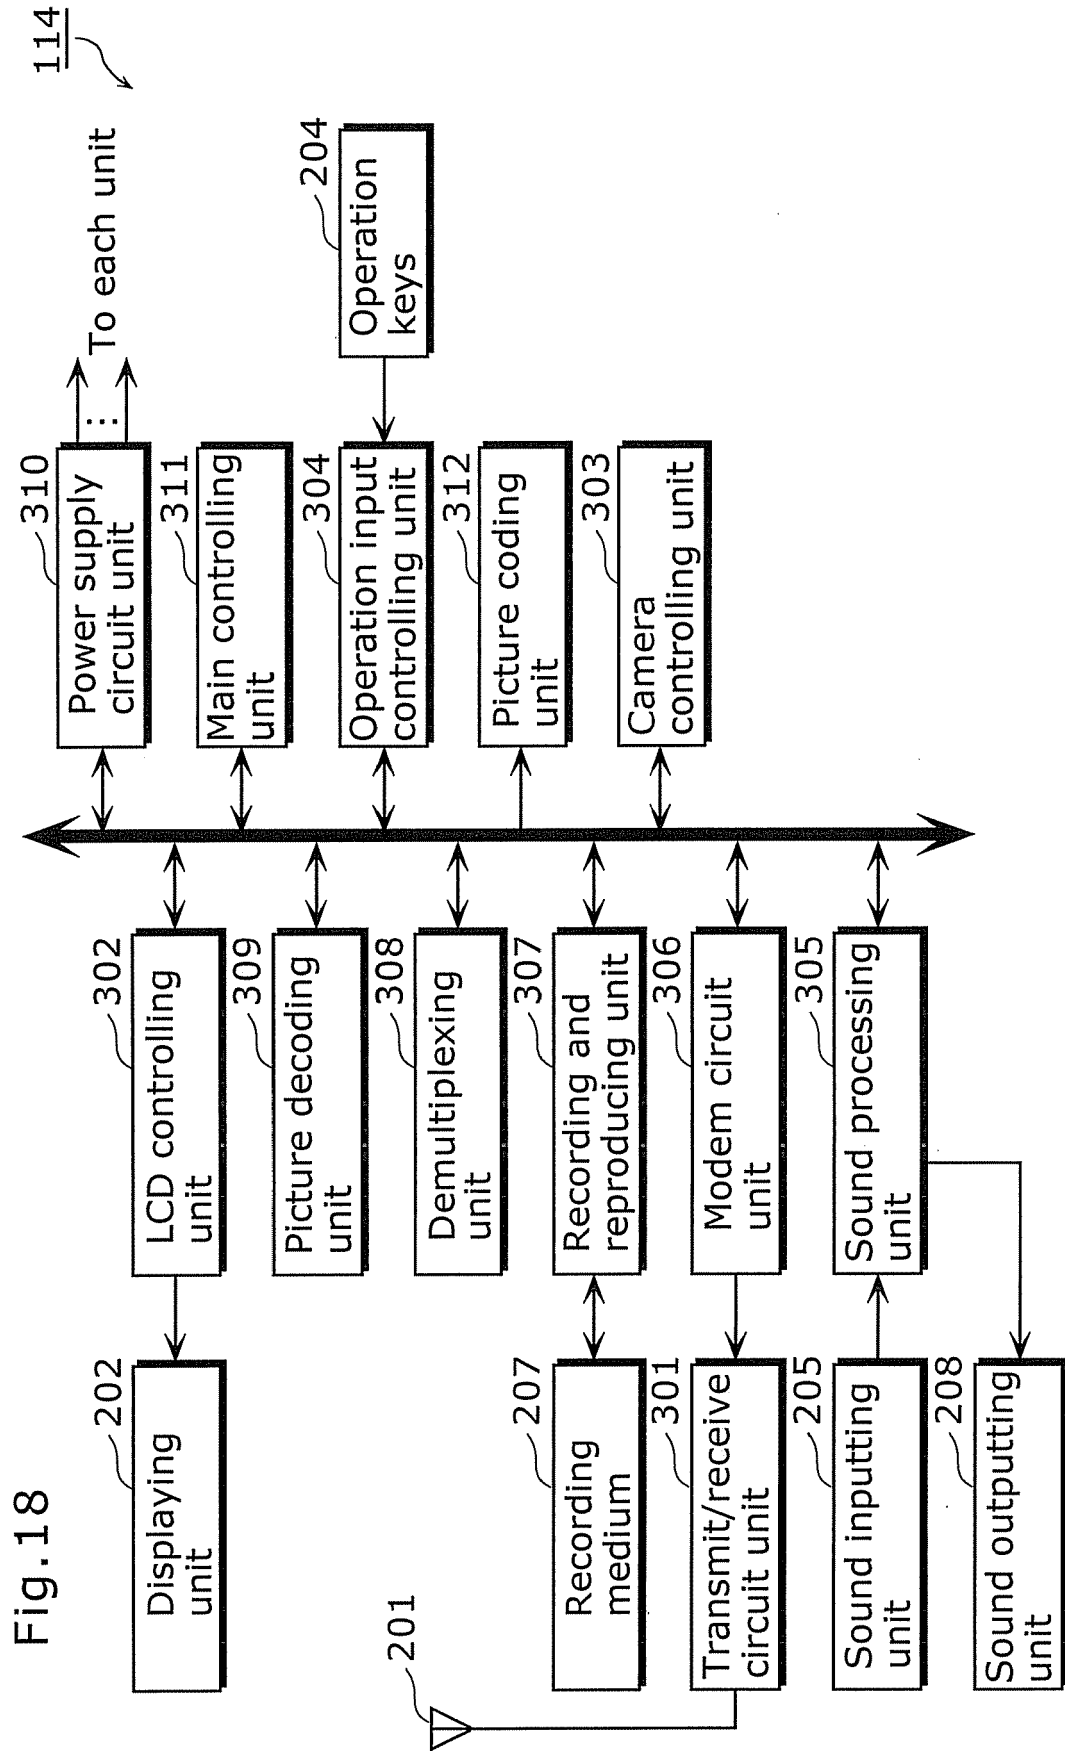 Fig.18
114
202
Displaying
unit
302
LCD controlling
unit
310
Power supply
circuit unit
To each unit
309
Picture decoding
unit
311
Main controlling
unit
308
Demultiplexing
unit
304
Operation input
controlling unit
204
Operation
keys
207
Recording
medium
307
Recording and
reproducing unit
312
Picture coding
unit
201
301
Transmit/receive
circuit unit
306
Modem circuit
unit
303
Camera
controlling unit
205
Sound inputting
unit
305
Sound processing
unit
208
Sound outputting
unit